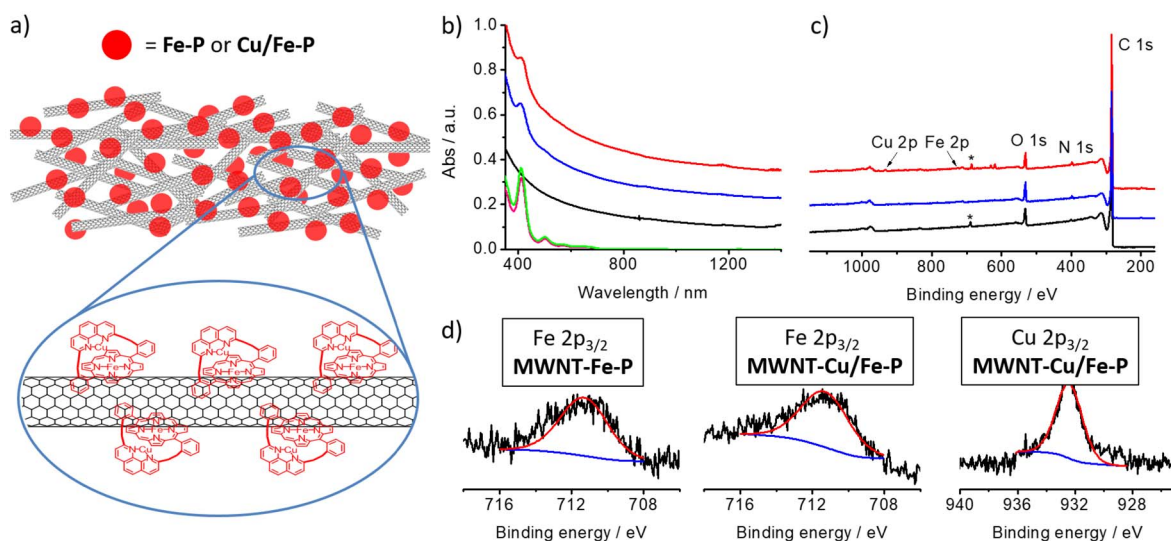 a)
= Fe-P or Cu/Fe-P
b)
1.0
0.8
0.6
0.4
0.2
0.0
Abs / a.u.
400
800
1200
Wavelength / nm
c)
C 1s
Cu 2p
Fe 2p
*
O 1s
N 1s
*
1000
800
600
400
200
Binding energy / eV
d)
Fe 2p3/2
MWNT-Fe-P
716
712
708
Binding energy / eV
Fe 2p3/2
MWNT-Cu/Fe-P
716
712
708
Binding energy / eV
Cu 2p3/2
MWNT-Cu/Fe-P
940
936
932
928
Binding energy / eV